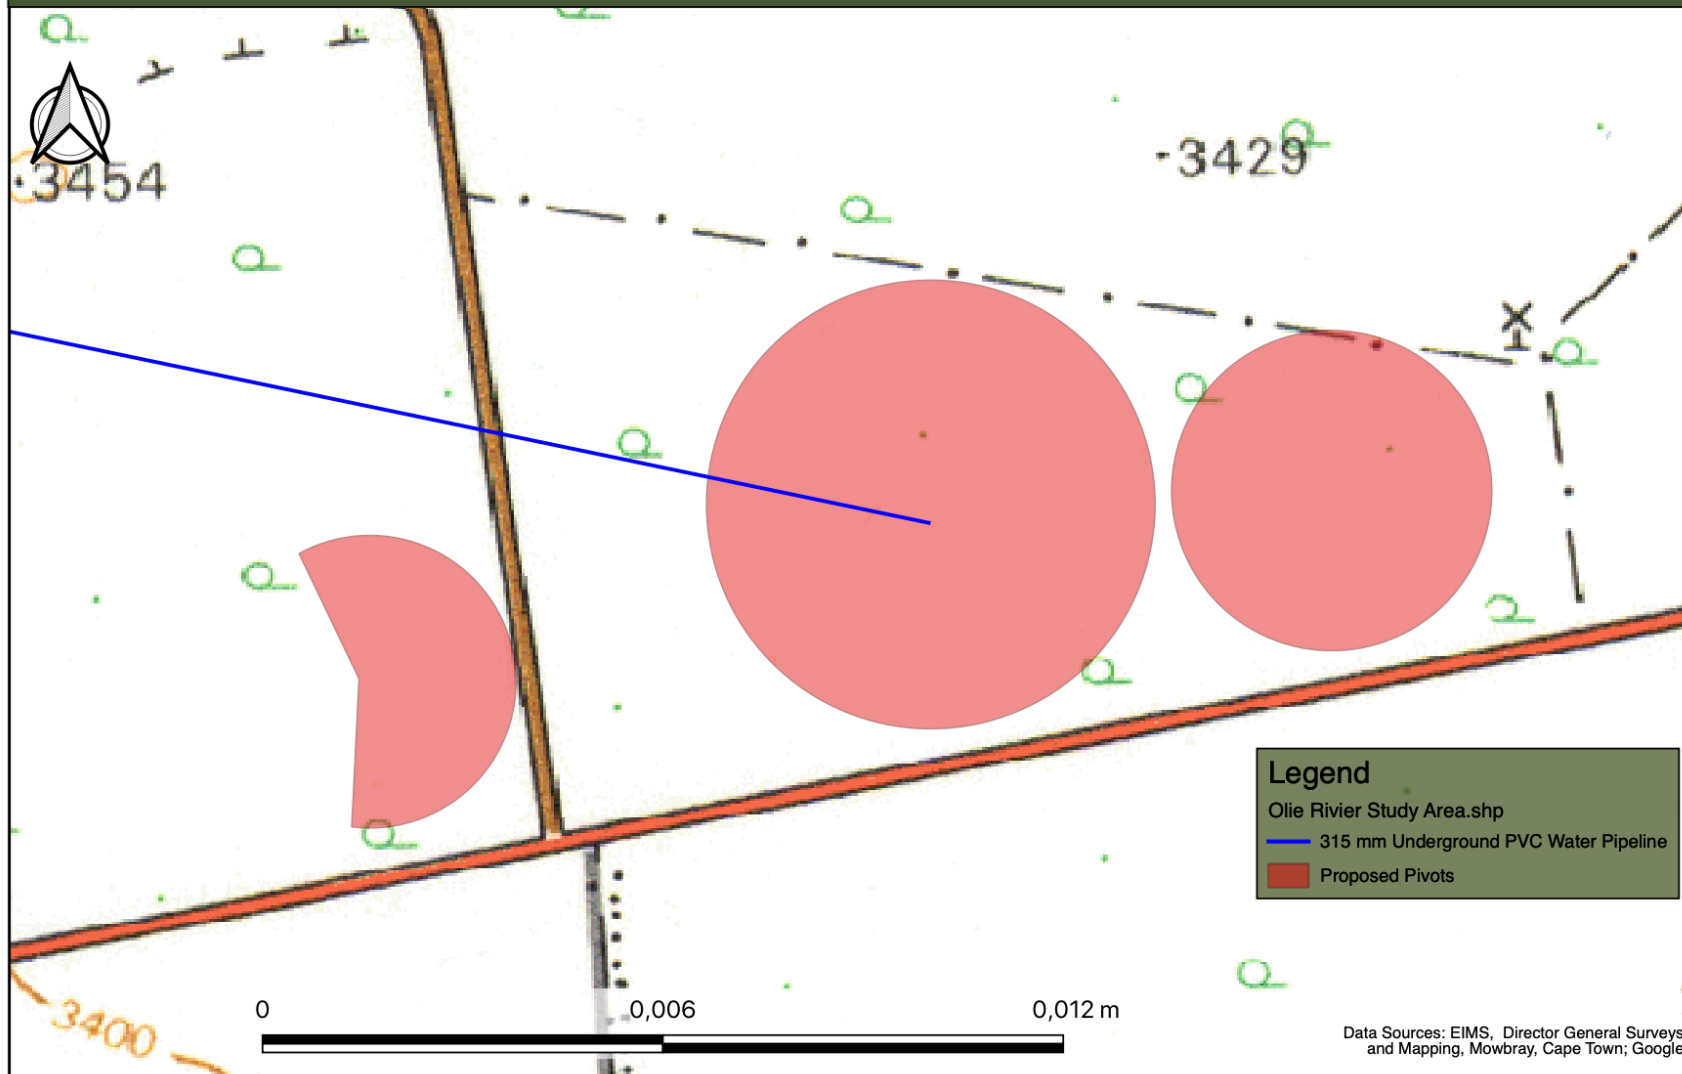 3454
3429
Legend
Olie Rivier Study Area.shp
315 mm Underground PVC Water Pipeline
Proposed Pivots
3400
0 0,006 0,012 m
Data Sources: EIMS, Director General Surveys
and Mapping, Mowbray, Cape Town; Google